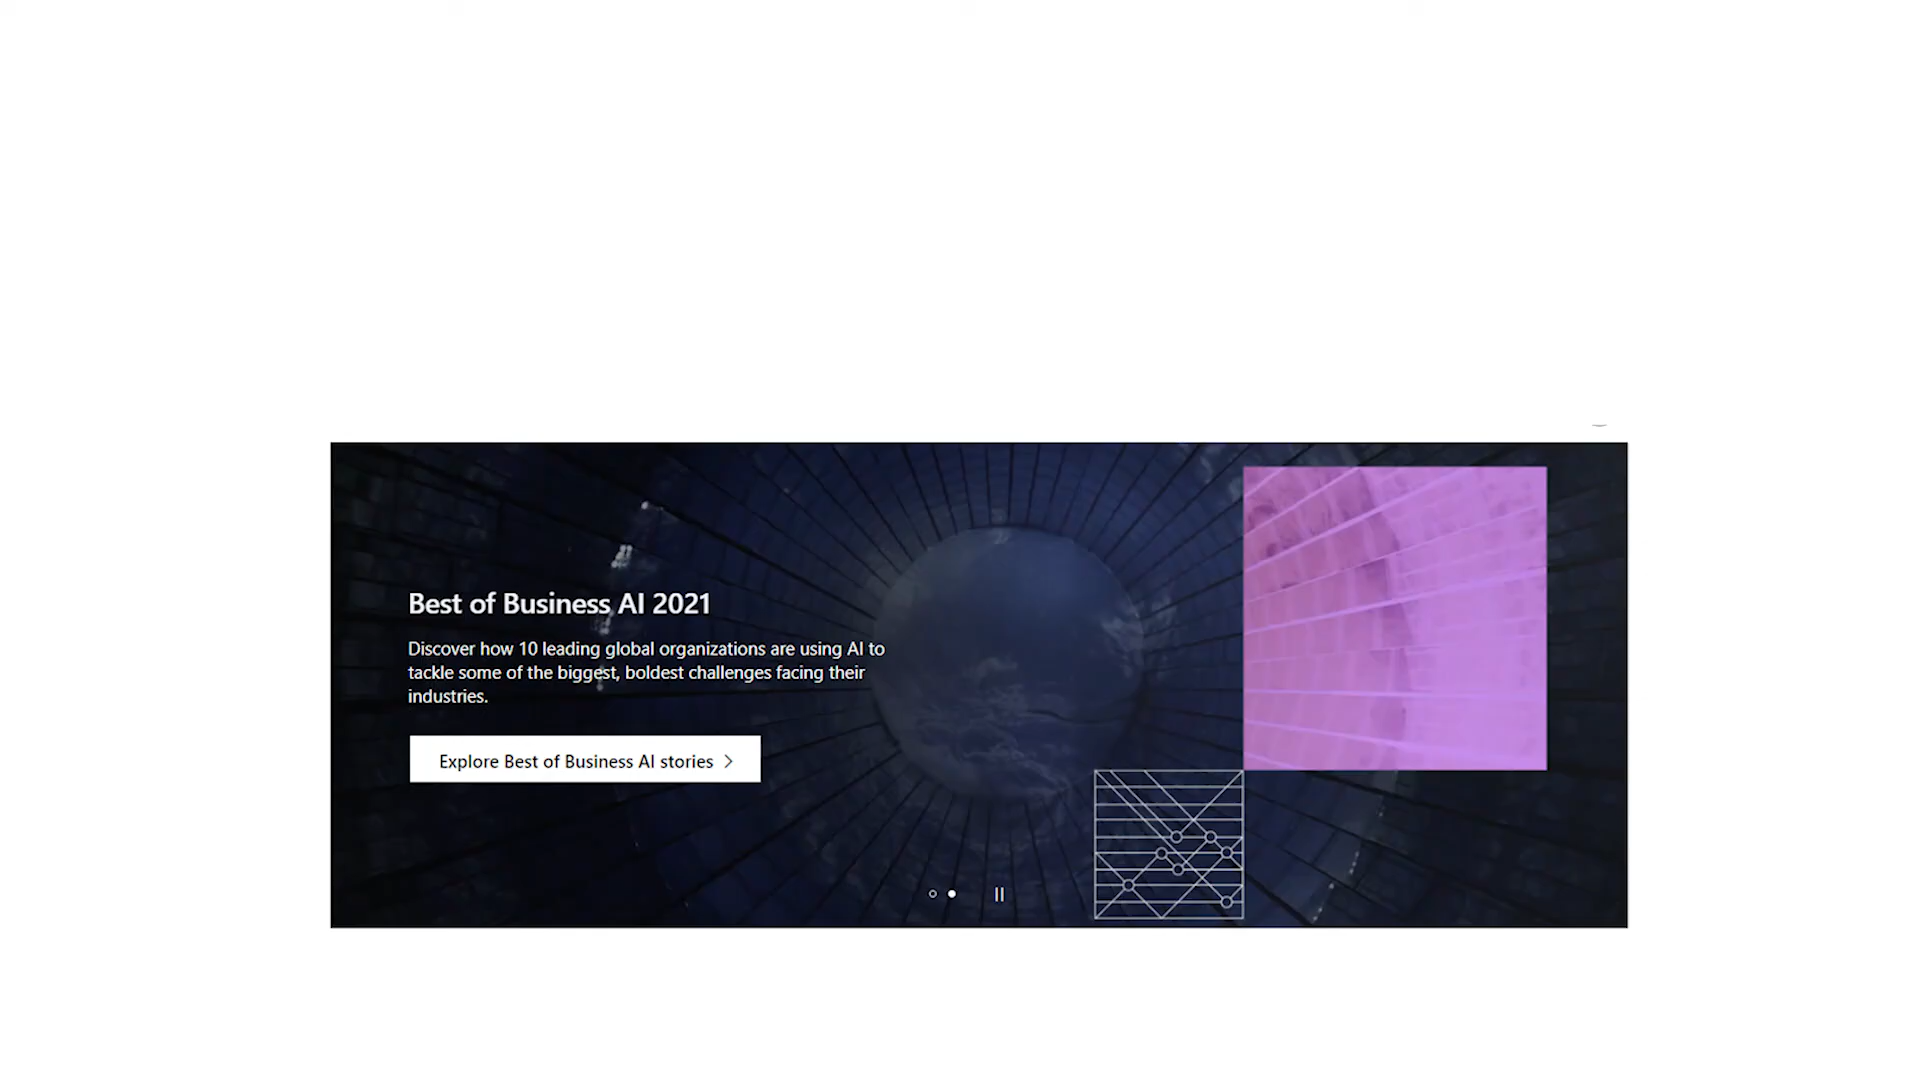 Best of Business AI 2021
Discover how 10 leading global organizations are using AI to
tackle some of the biggest, boldest challenges facing their
industries.
Explore Best of Business AI stories